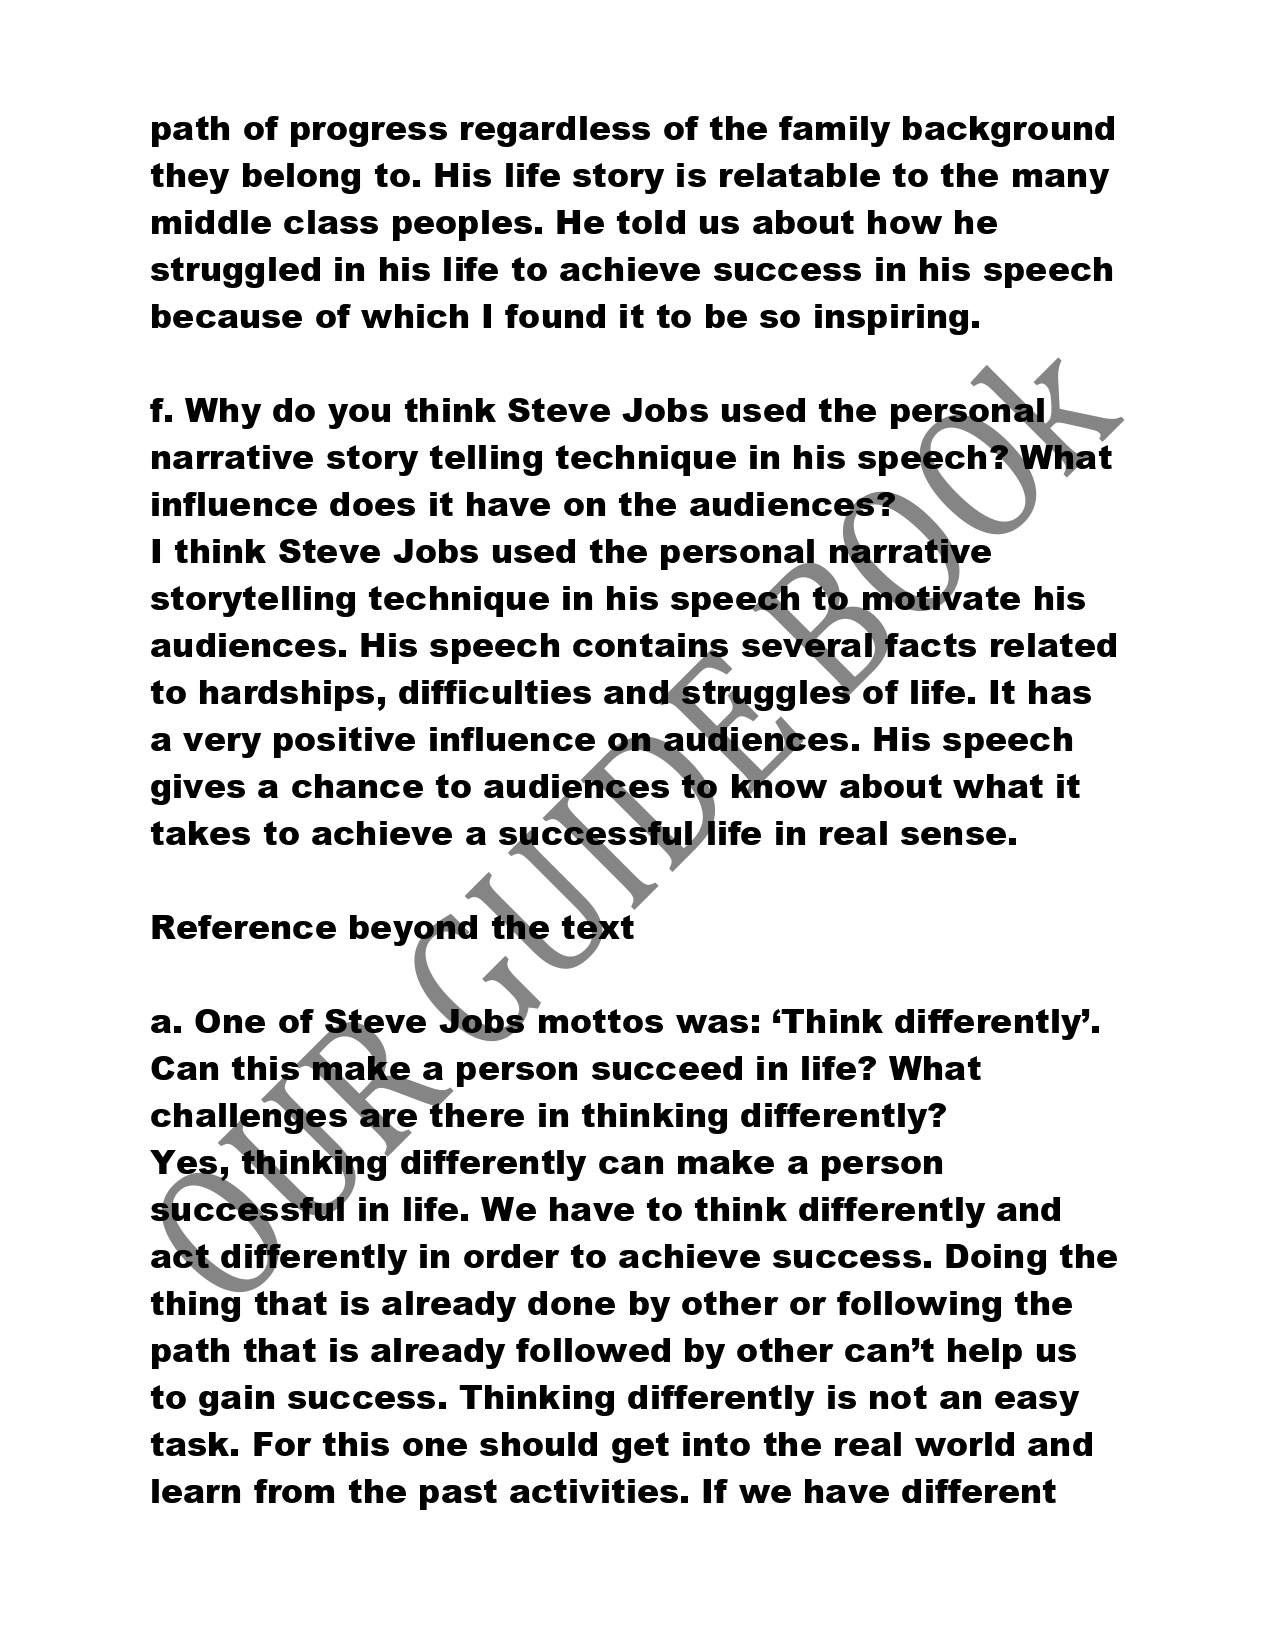 path of progress regardless of the family background
they belong to. His life story is relatable to the many
middle class peoples. He told us about how he
struggled in his life to achieve success in his speech
because of which I found it to be so inspiring.
f. Why do you think Steve Jobs used the personal
narrative story telling technique in his speech? What
influence does it have on the audiences?
I think Steve Jobs used the personal narrative
storytelling technique in his speech to motivate his
audiences. His speech contains several facts related
to hardships, difficulties and struggles of life. It has
a very positive influence on audiences. His speech
gives a chance to audiences to know about what it
takes to achieve a successful life in real sense.
Reference beyond the text
a. One of Steve Jobs mottos was: ‘Think differently’.
Can this make a person succeed in life? What
challenges are there in thinking differently?
Yes, thinking differently can make a person
successful in life. We have to think differently and
act differently in order to achieve success. Doing the
thing that is already done by other or following the
path that is already followed by other can’t help us
to gain success. Thinking differently is not an easy
task. For this one should get into the real world and
learn from the past activities. If we have different
OUR GUIDE BOOk